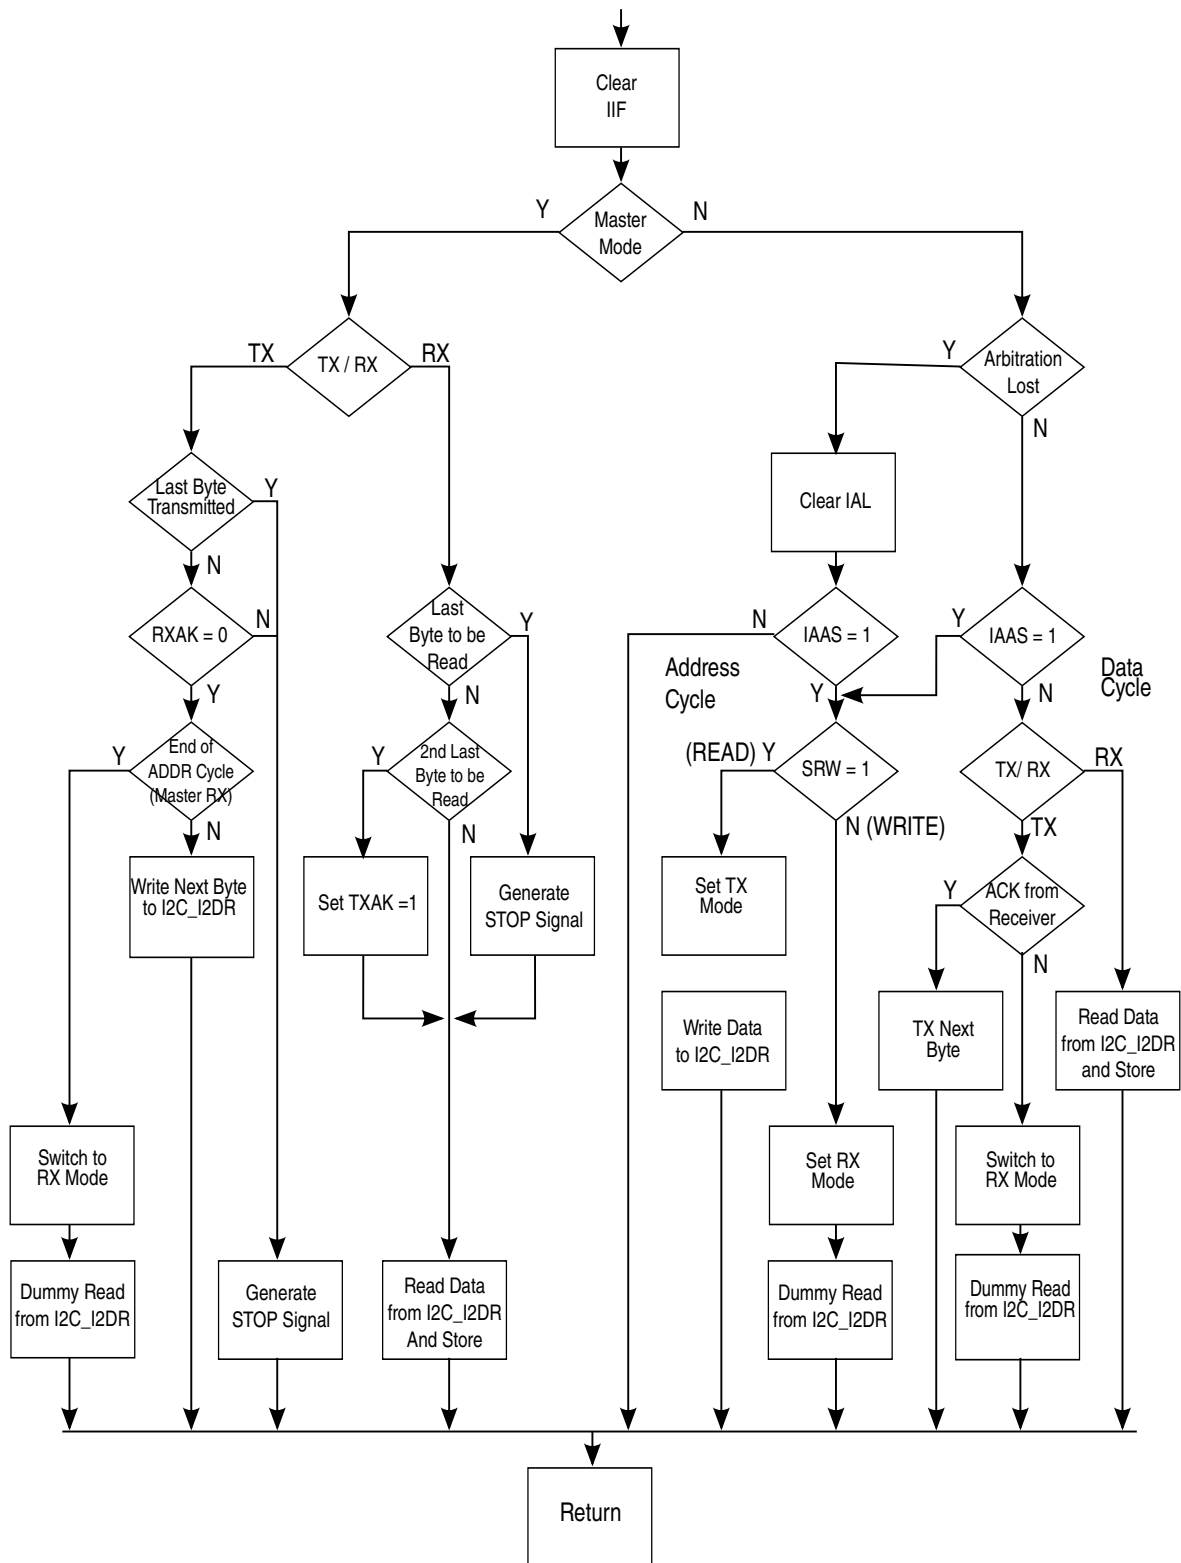 Clear
IIF
Y
N
Master
Mode
TX
TX / RX
RX
Y
Arbitration
Lost
N
Last Byte
Transmitted
Y
N
Clear IAL
RXAK = 0
N
Y
Last
Byte to be
Read
Y
N
N
IAAS = 1
Y
Y
IAAS = 1
N
Address
Cycle
Data
Cycle
Y
End of
ADDR Cycle
(Master RX)
N
Y
2nd Last
Byte to be
Read
N
(READ) Y
SRW = 1
N (WRITE)
TX/ RX
RX
TX
Write Next Byte
to I2C_I2DR
Set TXAK =1
Generate
STOP Signal
Set TX
Mode
Y
ACK from
Receiver
N
Write Data
to I2C_I2DR
TX Next
Byte
Read Data
from I2C_I2DR
and Store
Switch to
RX Mode
Set RX
Mode
Switch to
RX Mode
Dummy Read
from I2C_I2DR
Generate
STOP Signal
Read Data
from I2C_I2DR
And Store
Dummy Read
from I2C_I2DR
Dummy Read
from I2C_I2DR
Return